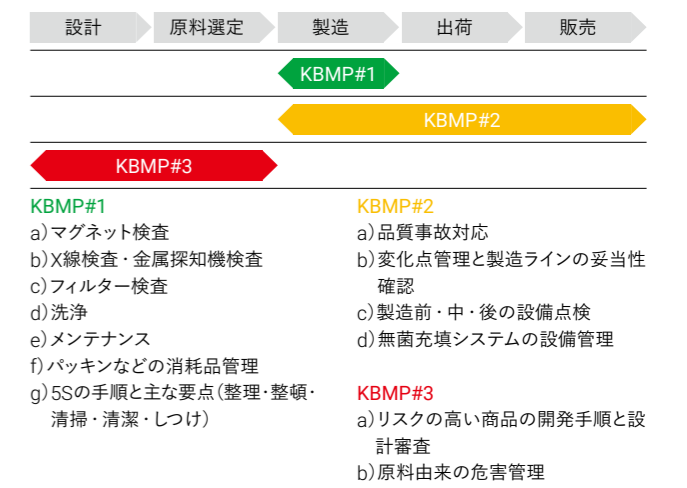 設計 原料選定 製造 出荷 販売
KBMP#1
KBMP#2
KBMP#3
KBMP#1
a)マグネット検査
b)X線検査・金属探知機検査
c)フィルター検査
d)洗浄
e)メンテナンス
f)パッキンなどの消耗品管理
g)5Sの手順と主な要点(整理・整頓・
清掃・清潔・しつけ)
KBMP#2
a)品質事故対応
b)変化点管理と製造ラインの妥当性
確認
c)製造前・中・後の設備点検
d)無菌充填システムの設備管理
KBMP#3
a)リスクの高い商品の開発手順と設
計審査
b)原料由来の危害管理